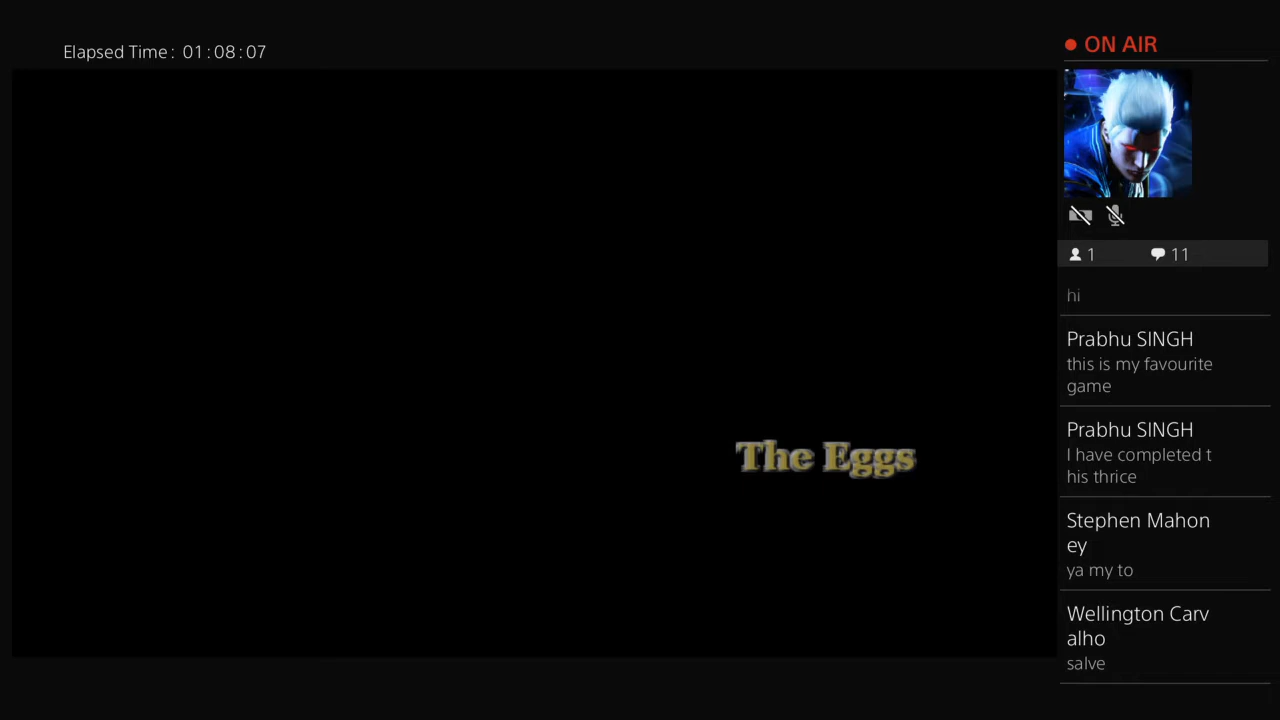 Elapsed Time: 01:08:07
ON AIR
1 11
hi
Prabhu SINGH
this is my favourite
game
Prabhu SINGH
I have completed t
his thrice
The Eggs
Stephen Mahon
ey
ya my to
Wellington Carv
alho
salve